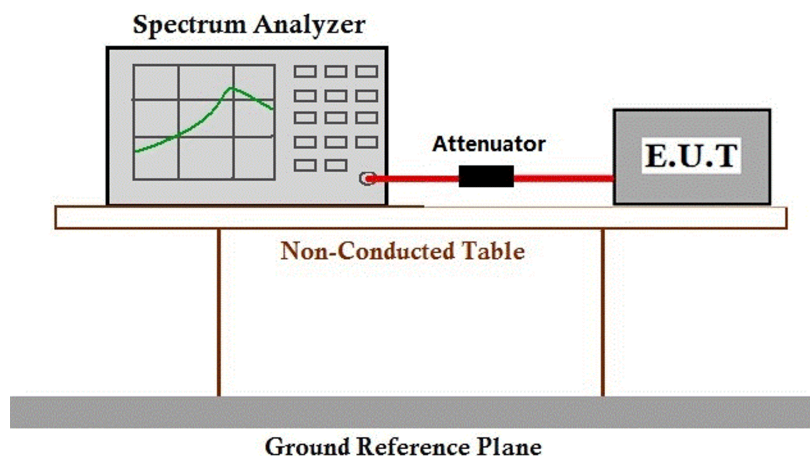 Spectrum Analyzer
Attenuator
E.U.T
Non-Conducted Table
Ground Reference Plane